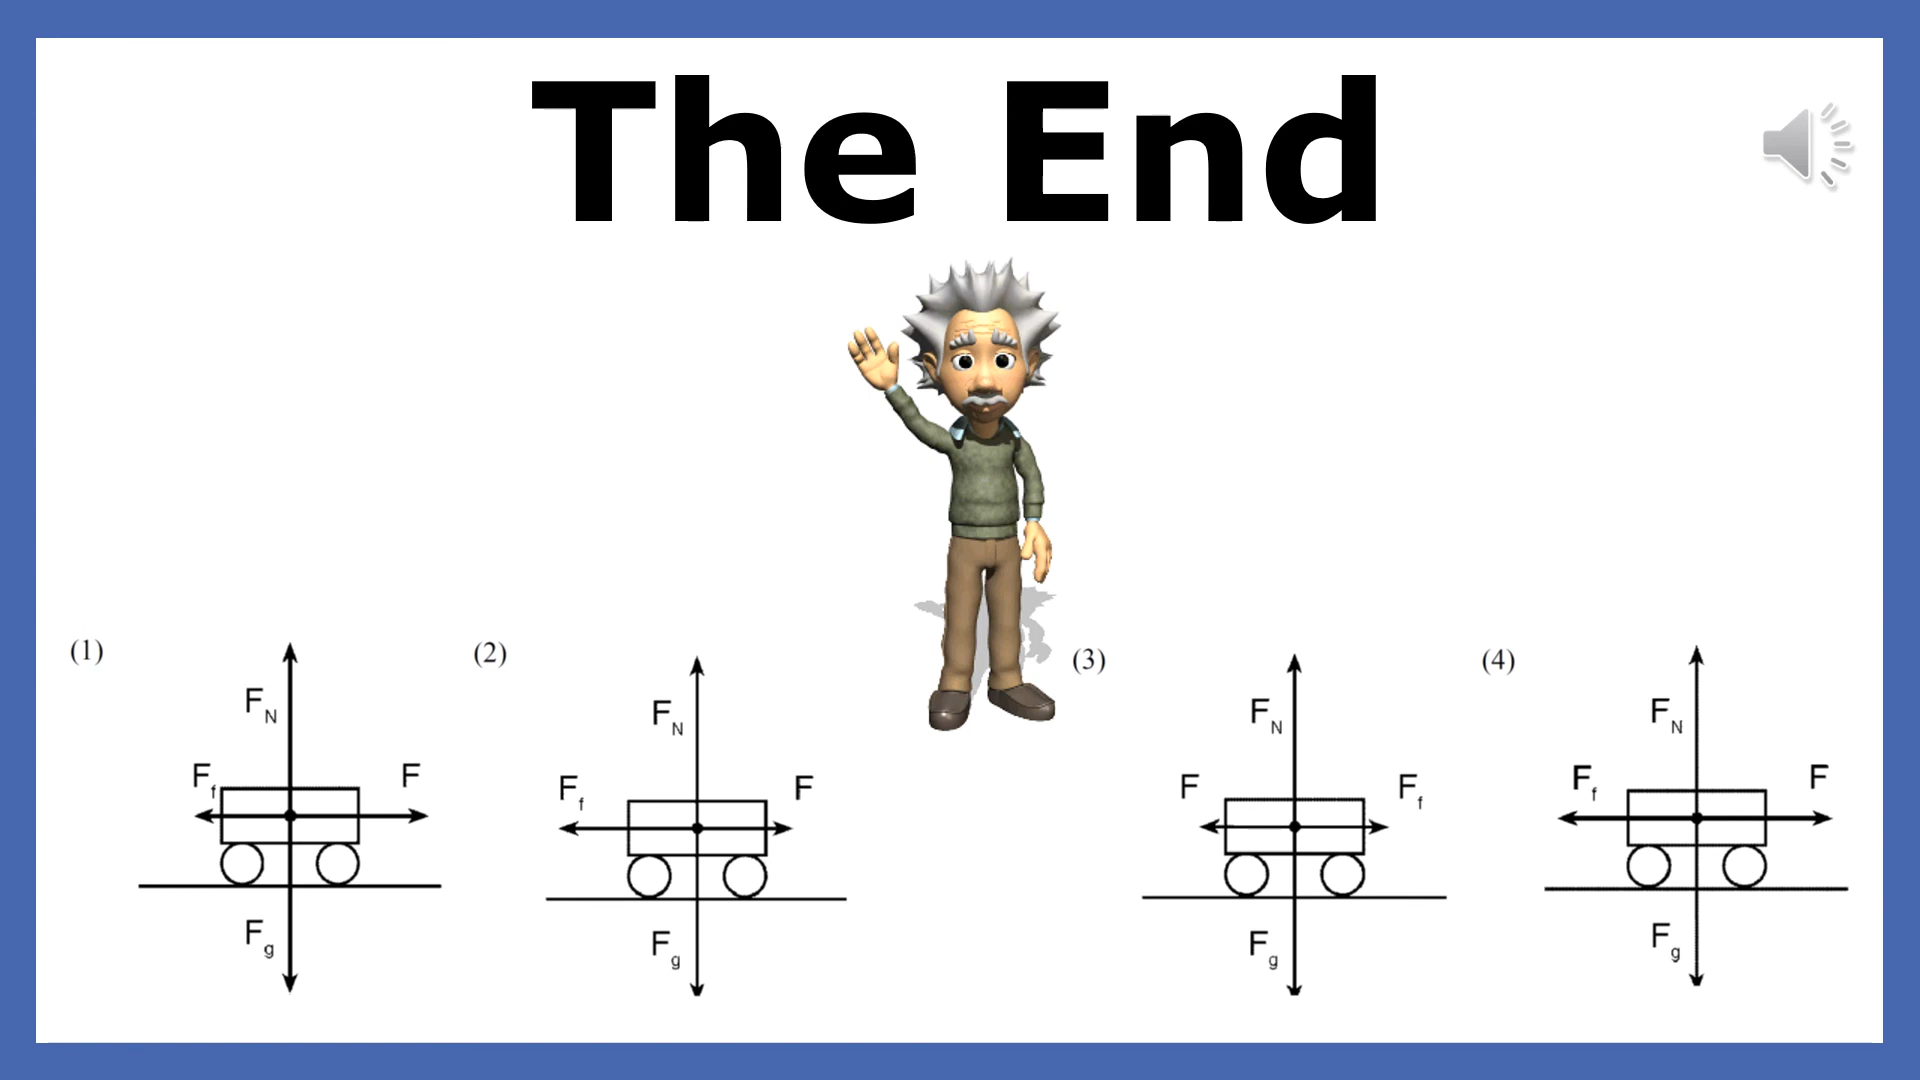 The End
(1)
F_N
F_f
F
F_g
(2)
F_N
F_f
F
F_g
(3)
F_N
F
F_f
F_g
(4)
F_N
F_f
F
F_g